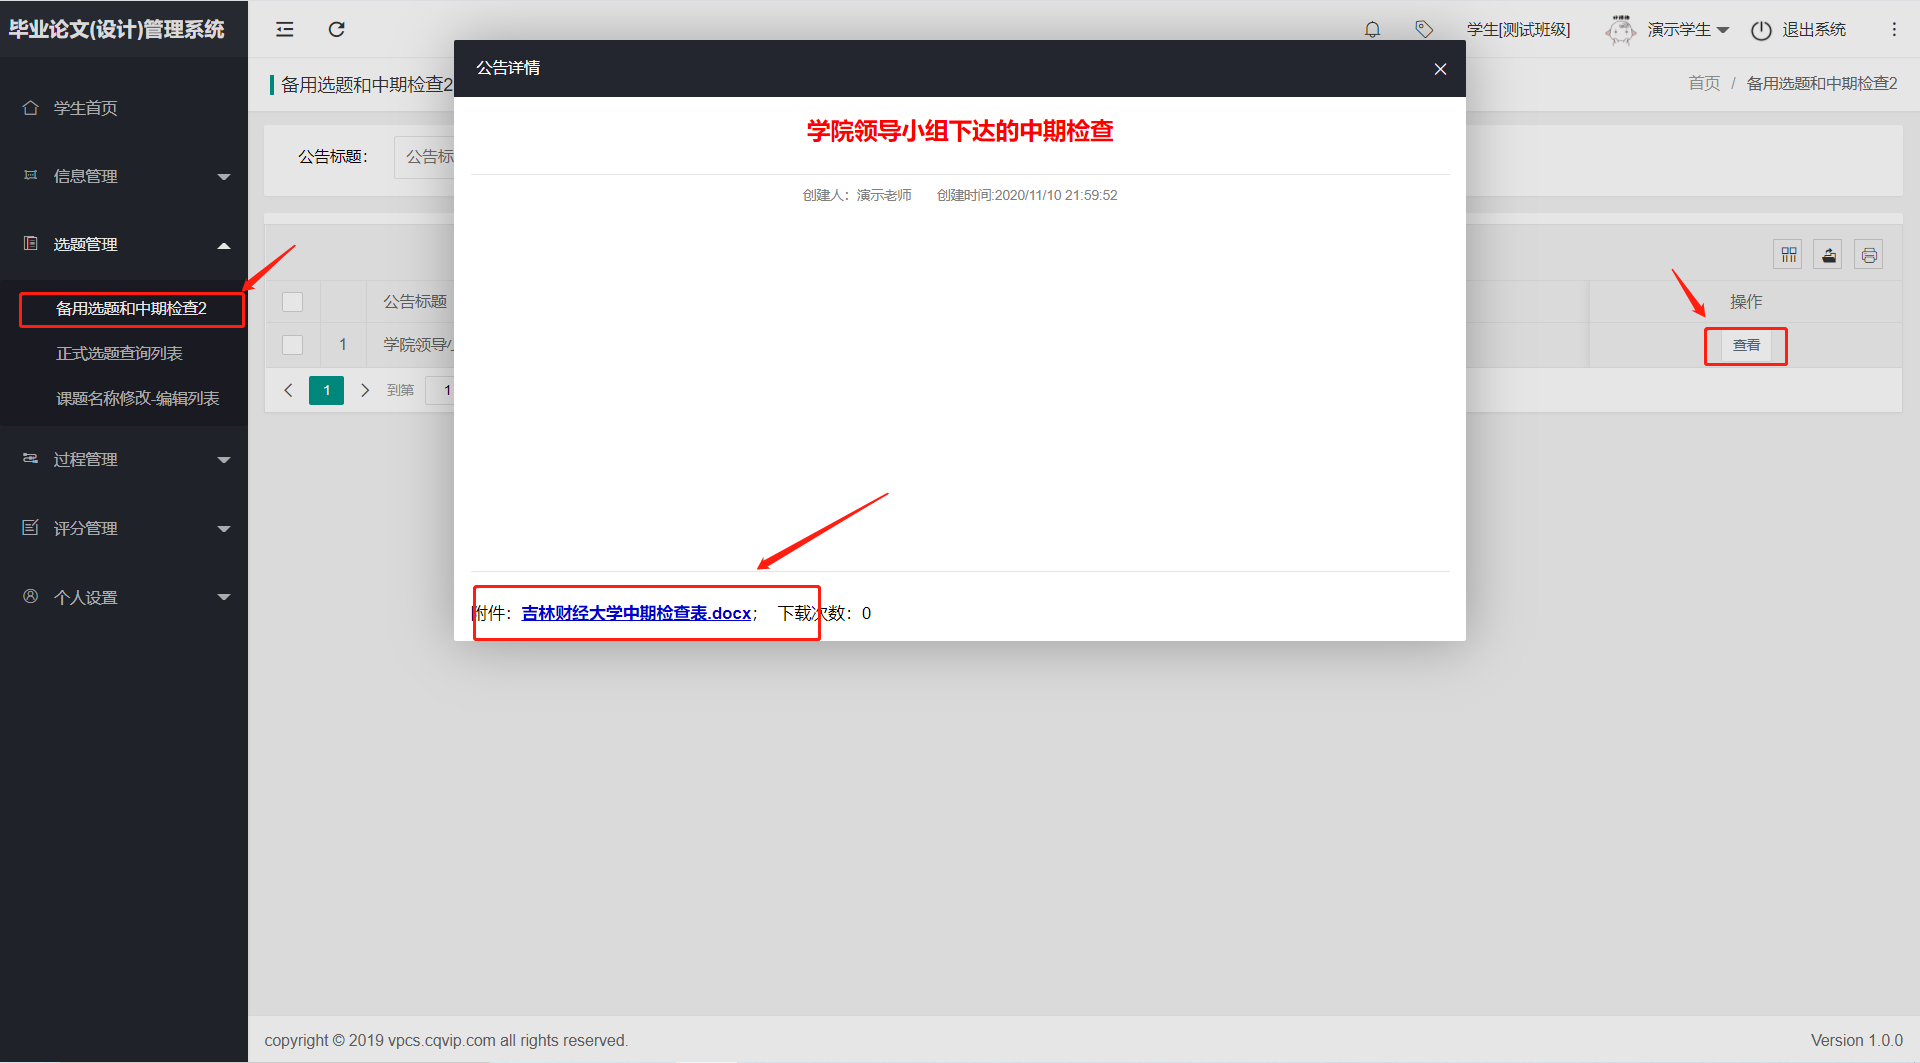 毕业论文(设计)管理系统
学生[测试班级]
演示学生
退出系统
学生首页
信息管理
选题管理
备用选题和中期检查2
正式选题查询列表
课题名称修改-编辑列表
过程管理
评分管理
个人设置
备用选题和中期检查2
首页 / 备用选题和中期检查2
公告标题：
公告标
公告标题
操作
1
学院领导小
查看
1
到第
1
公告详情
学院领导小组下达的中期检查
创建人：演示老师 创建时间:2020/11/10 21:59:52
附件：吉林财经大学中期检查表.docx； 下载次数：0
copyright © 2019 vpcs.cqvip.com all rights reserved.
Version 1.0.0